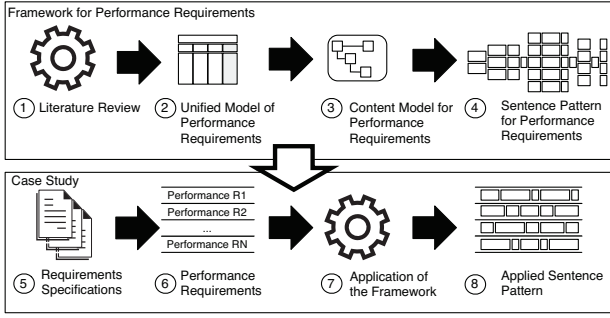 Framework for Performance Requirements
1 Literature Review
2 Unified Model of
Performance
Requirements
3 Content Model for
Performance
Requirements
4 Sentence Pattern
for Performance
Requirements
Case Study
Performance R1
Performance R2
...
Performance RN
5 Requirements
Specifications
6 Performance
Requirements
7 Application of
the Framework
8 Applied Sentence
Pattern